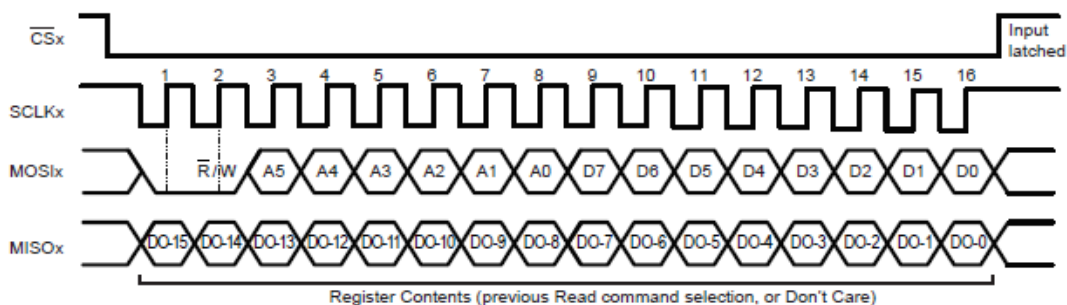 CSx
Input
latched
1 2 3 4 5 6 7 8 9 10 11 12 13 14 15 16
SCLKx
MOSIx R/W A5 A4 A3 A2 A1 A0 D7 D6 D5 D4 D3 D2 D1 D0
MISOx DO-15 DO-14 DO-13 DO-12 DO-11 DO-10 DO-9 DO-8 DO-7 DO-6 DO-5 DO-4 DO-3 DO-2 DO-1 DO-0
Register Contents (previous Read command selection, or Don't Care)